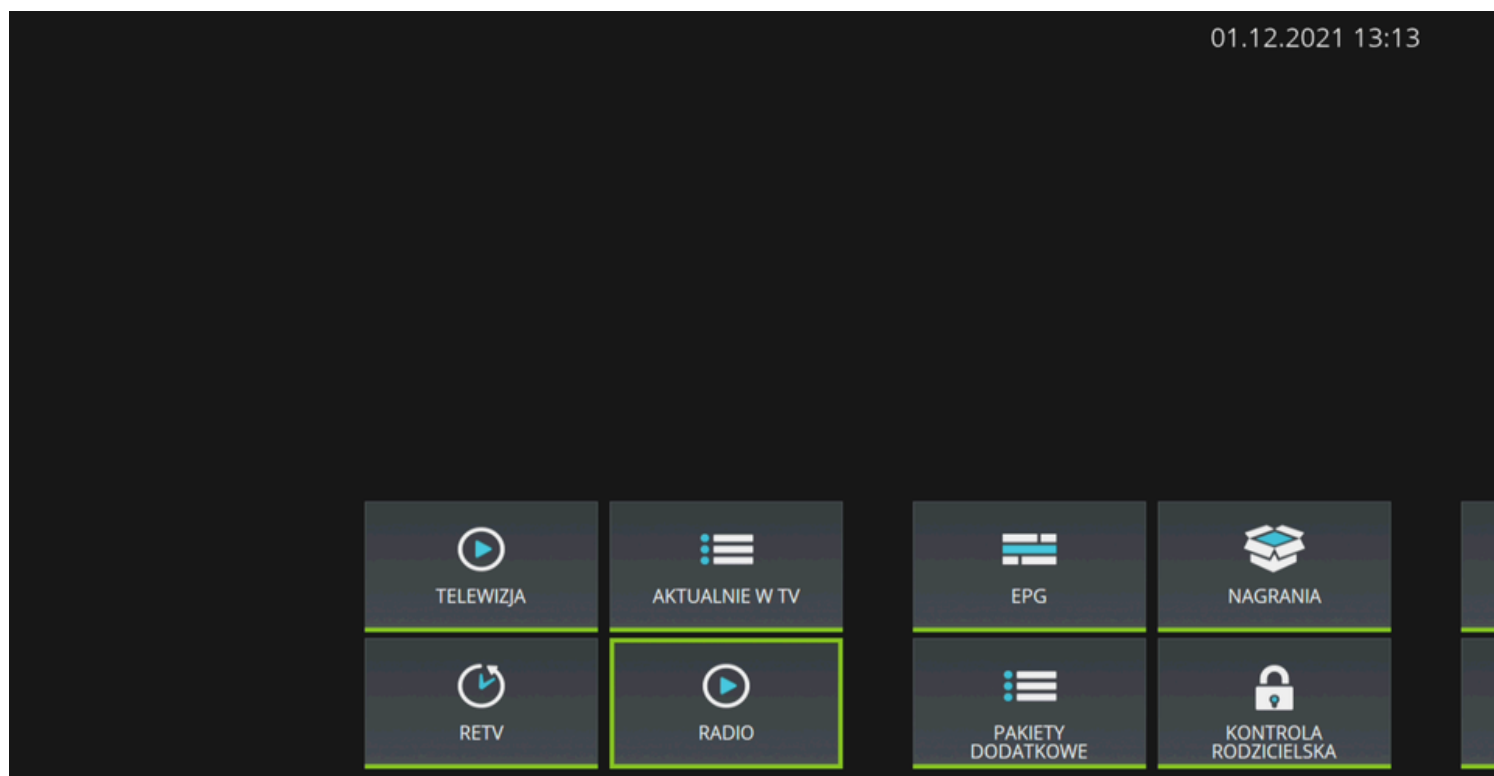 01.12.2021 13:13
TELEWIZJA
AKTUALNIE W TV
EPG
NAGRANIA
RETV
RADIO
PAKIETY
DODATKOWE
KONTROLA
RODZICIELSKA